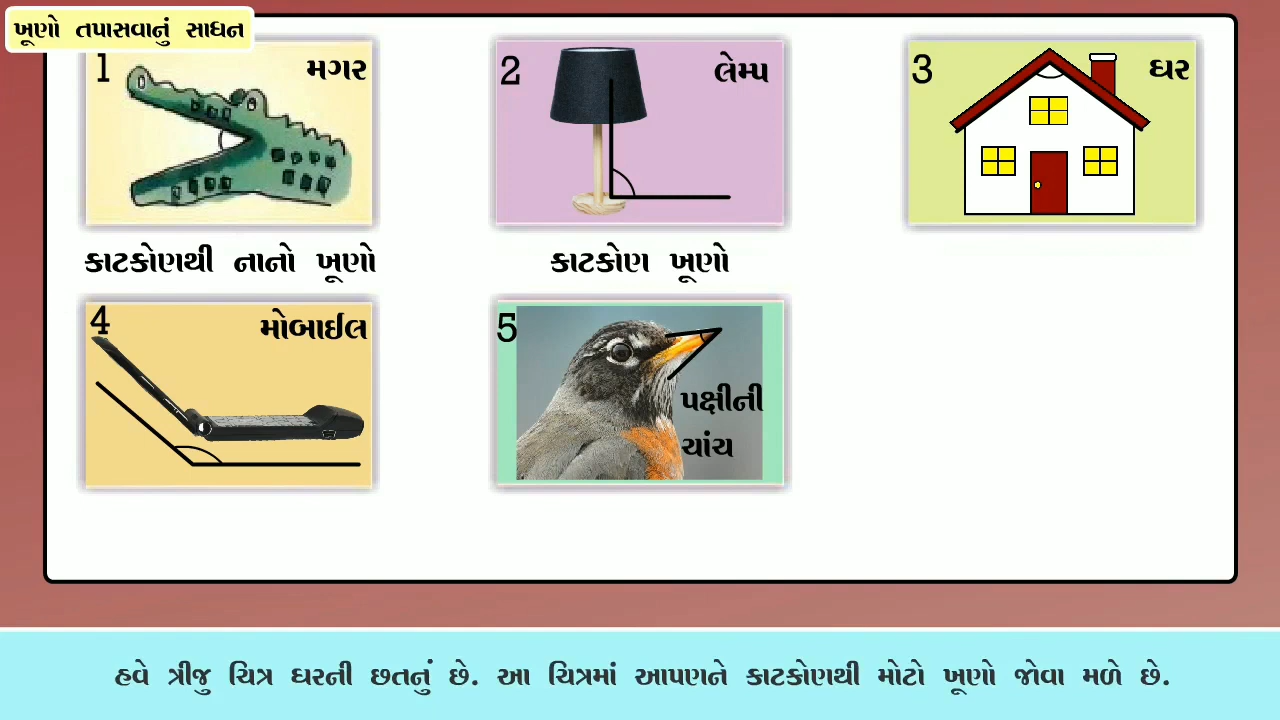 ખૂણો તપાસવાનું સાધન
1 મગર
2 લેમ્પ
3 ઘર
કાટકોણથી નાનો ખૂણો
કાટકોણ ખૂણો
4 મોબાઈલ
5 પક્ષીની
ચાંચ
હવે ત્રીજુ ચિત્ર ઘરની છતનું છે. આ ચિત્રમાં આપણને કાટકોણથી મોટો ખૂણો જોવા મળે છે.